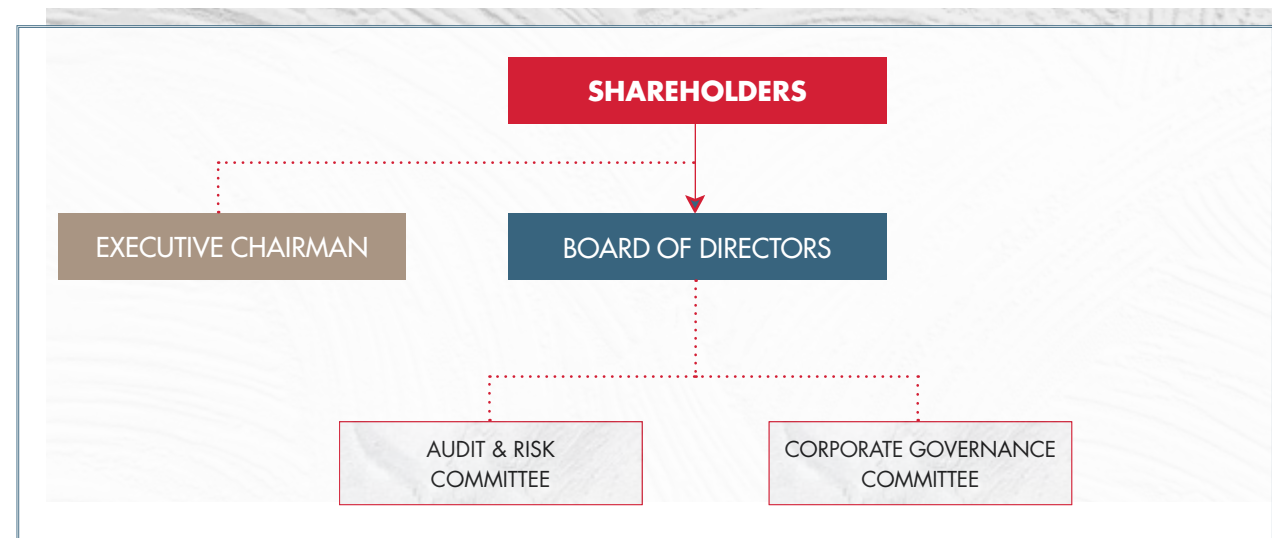 SHAREHOLDERS
EXECUTIVE CHAIRMAN
BOARD OF DIRECTORS
AUDIT & RISK
COMMITTEE
CORPORATE GOVERNANCE
COMMITTEE